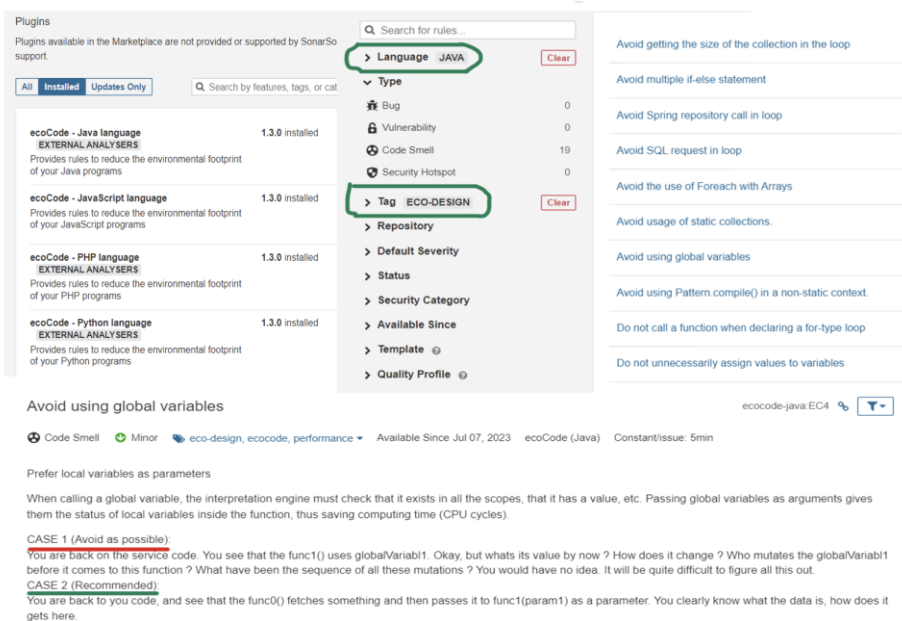 Plugins
Plugins available in the Marketplace are not provided or supported by SonarSo
support.
All Installed Updates Only
Search by features, tags, or cat
ecoCode - Java language
EXTERNAL ANALYSERS
1.3.0 installed
Provides rules to reduce the environmental footprint
of your Java programs
ecoCode - JavaScript language
1.3.0 installed
Provides rules to reduce the environmental footprint
of your JavaScript programs
ecoCode - PHP language
EXTERNAL ANALYSERS
1.3.0 installed
Provides rules to reduce the environmental footprint
of your PHP programs
ecoCode - Python language
EXTERNAL ANALYSERS
1.3.0 installed
Provides rules to reduce the environmental footprint
of your Python programs
Search for rules...
Language JAVA Clear
Type
Bug 0
Vulnerability 0
Code Smell 19
Security Hotspot 0
Tag ECO-DESIGN Clear
Repository
Default Severity
Status
Security Category
Available Since
Template
Quality Profile
Avoid getting the size of the collection in the loop
Avoid multiple if-else statement
Avoid Spring repository call in loop
Avoid SQL request in loop
Avoid the use of Foreach with Arrays
Avoid usage of static collections.
Avoid using global variables
Avoid using Pattern.compile() in a non-static context.
Do not call a function when declaring a for-type loop
Do not unnecessarily assign values to variables
Avoid using global variables
ecocode-java:EC4
Code Smell Minor eco-design, ecocode, performance Available Since Jul 07, 2023 ecoCode (Java) Constant/issue: 5min
Prefer local variables as parameters
When calling a global variable, the interpretation engine must check that it exists in all the scopes, that it has a value, etc. Passing global variables as arguments gives
them the status of local variables inside the function, thus saving computing time (CPU cycles).
CASE 1 (Avoid as possible):
You are back on the service code. You see that the func1() uses globalVariabl1. Okay, but whats its value by now ? How does it change ? Who mutates the globalVariabl1
before it comes to this function ? What have been the sequence of all these mutations ? You would have no idea. It will be quite difficult to figure all this out.
CASE 2 (Recommended):
You are back to you code, and see that the func0() fetches something and then passes it to func1(param1) as a parameter. You clearly know what the data is, how does it
gets here.